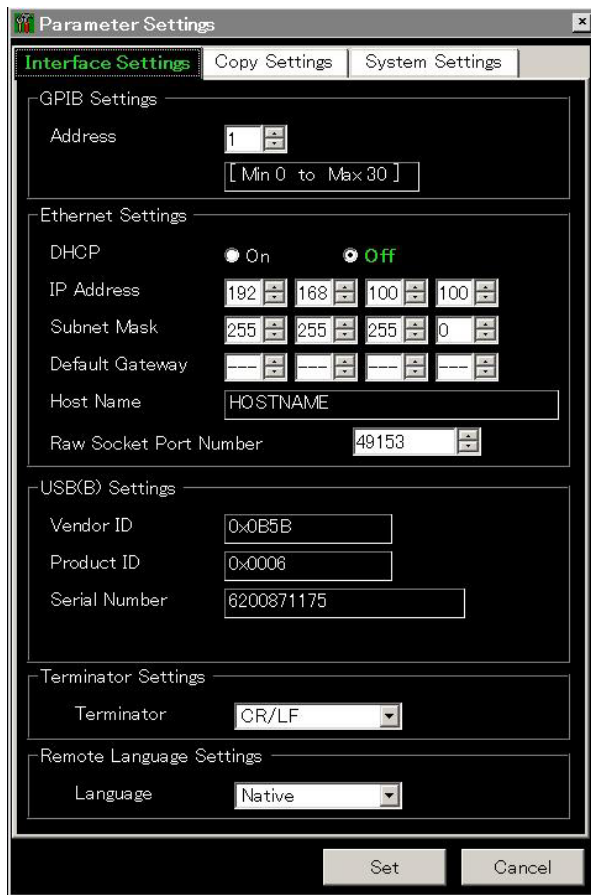 Parameter Settings
Interface Settings Copy Settings System Settings
GPIB Settings
Address 1
[ Min 0 to Max 30 ]
Ethernet Settings
DHCP On Off
IP Address 192 168 100 100
Subnet Mask 255 255 255 0
Default Gateway --- --- --- ---
Host Name HOSTNAME
Raw Socket Port Number 49153
USB(B) Settings
Vendor ID 0x0B5B
Product ID 0x0006
Serial Number 6200871175
Terminator Settings
Terminator CR/LF
Remote Language Settings
Language Native
Set Cancel